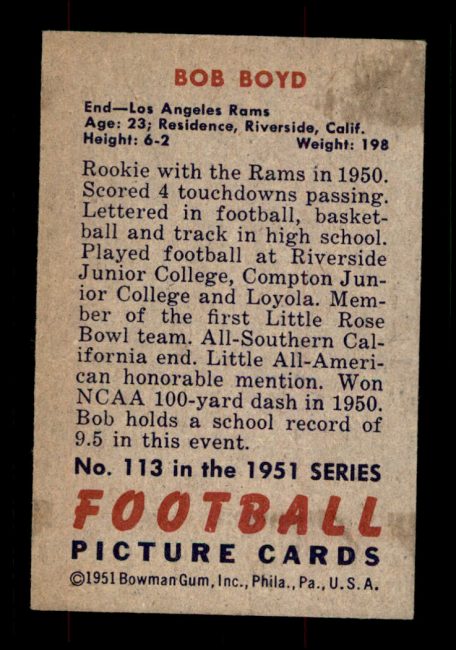 BOB BOYD
End—Los Angeles Rams
Age: 23; Residence, Riverside, Calif.
Height: 6-2 Weight: 198
Rookie with the Rams in 1950.
Scored 4 touchdowns passing.
Lettered in football, basket-
ball and track in high school.
Played football at Riverside
Junior College, Compton Jun-
ior College and Loyola. Mem-
ber of the first Little Rose
Bowl team. All-Southern Cal-
ifornia end. Little All-Ameri-
can honorable mention. Won
NCAA 100-yard dash in 1950.
Bob holds a school record of
9.5 in this event.
No. 113 in the 1951 SERIES
FOOTBALL
PICTURE CARDS
©1951 Bowman Gum, Inc., Phila., Pa., U.S.A.